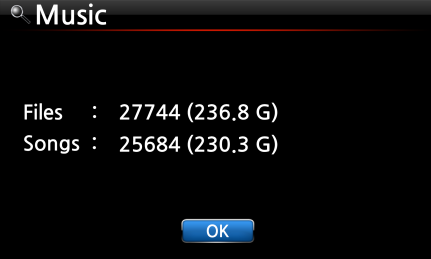 Music
Files : 27744 (236.8 G)
Songs : 25684 (230.3 G)
OK